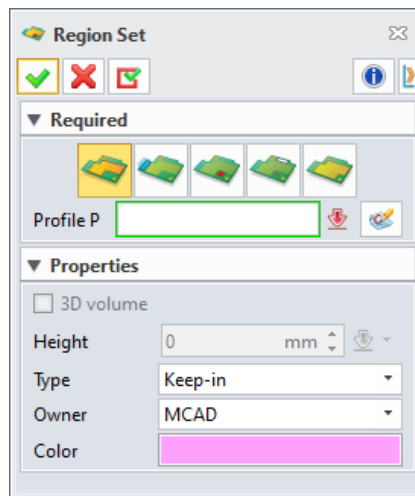 Region Set
Required
Profile P
Properties
3D volume
Height 0 mm
Type Keep-in
Owner MCAD
Color